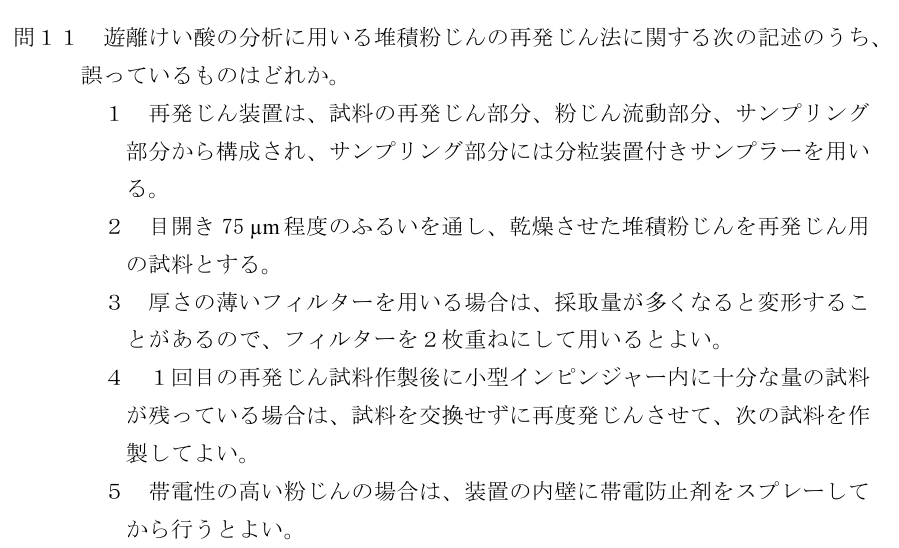 問１１　遊離けい酸の分析に用いる堆積粉じんの再発じん法に関する次の記述のうち、
誤っているものはどれか。
１　再発じん装置は、試料の再発じん部分、粉じん流動部分、サンプリング
部分から構成され、サンプリング部分には分粒装置付きサンプラーを用い
る。
２　目開き 75 μm程度のふるいを通し、乾燥させた堆積粉じんを再発じん用
の試料とする。
３　厚さの薄いフィルターを用いる場合は、採取量が多くなると変形するこ
とがあるので、フィルターを２枚重ねにして用いるとよい。
４　１回目の再発じん試料作製後に小型インピンジャー内に十分な量の試料
が残っている場合は、試料を交換せずに再度発じんさせて、次の試料を作
製してよい。
５　帯電性の高い粉じんの場合は、装置の内壁に帯電防止剤をスプレーして
から行うとよい。